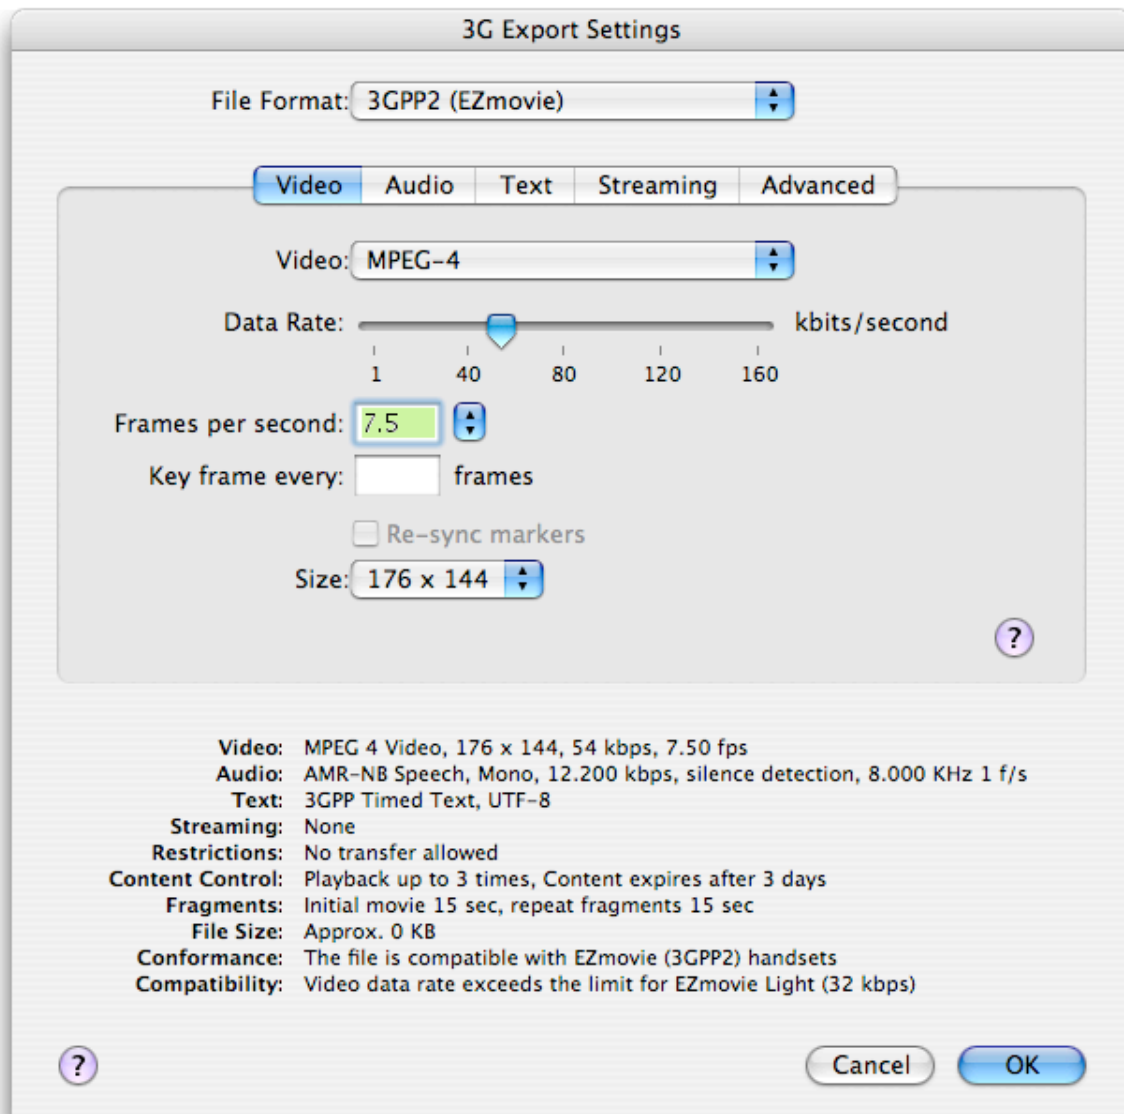 3G Export Settings
File Format: 3GPP2 (EZmovie)
Video Audio Text Streaming Advanced
Video: MPEG-4
Data Rate: kbits/second
1 40 80 120 160
Frames per second: 7.5
Key frame every: frames
Re-sync markers
Size: 176 x 144
?
Video: MPEG 4 Video, 176 x 144, 54 kbps, 7.50 fps
Audio: AMR-NB Speech, Mono, 12.200 kbps, silence detection, 8.000 KHz 1 f/s
Text: 3GPP Timed Text, UTF-8
Streaming: None
Restrictions: No transfer allowed
Content Control: Playback up to 3 times, Content expires after 3 days
Fragments: Initial movie 15 sec, repeat fragments 15 sec
File Size: Approx. 0 KB
Conformance: The file is compatible with EZmovie (3GPP2) handsets
Compatibility: Video data rate exceeds the limit for EZmovie Light (32 kbps)
? Cancel OK